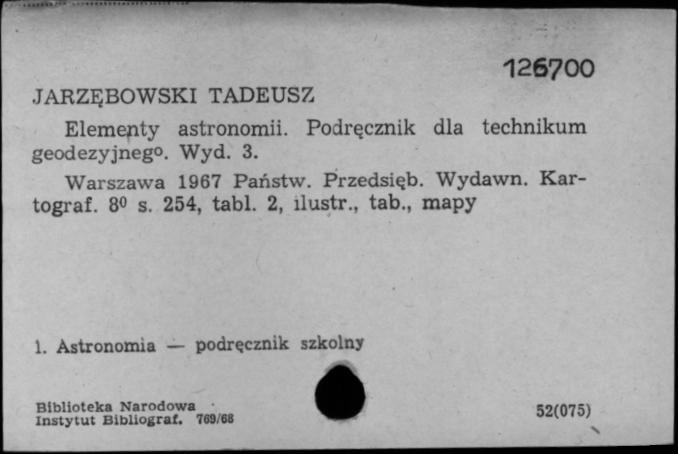 126700
JARZĘBOWSKI TADEUSZ
Elementy astronomii. Podręcznik dla technikum
geodezyjnego. Wyd. 3.
Warszawa 1967 Państw. Przedsięb. Wydawn. Kar-
tograf. 8⁰ s. 254, tabl. 2, ilustr., tab., mapy
1. Astronomia — podręcznik szkolny
Biblioteka Narodowa
Instytut Bibliograf. 769/68
52(075)